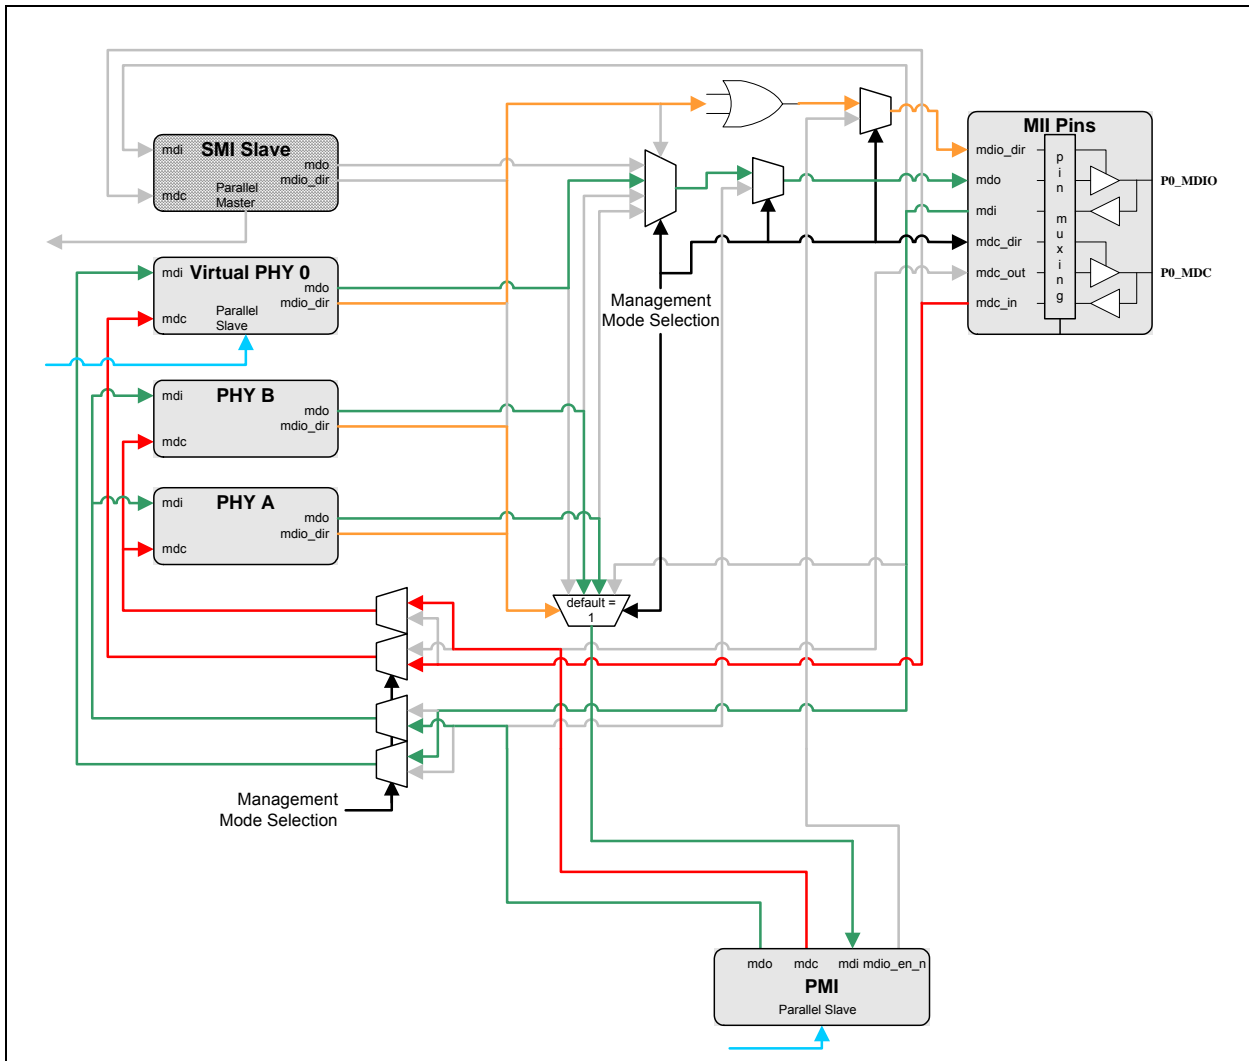 SMI Slave
mdi
mdo
mdio_dir
mdc
Parallel
Master
MII Pins
mdio_dir
mdo
mdi
mdc_dir
mdc_out
mdc_in
pin muxing
P0_MDIO
P0_MDC
Virtual PHY 0
mdi
mdo
mdio_dir
mdc
Parallel
Slave
Management
Mode Selection
PHY B
mdi
mdo
mdio_dir
mdc
PHY A
mdi
mdo
mdio_dir
mdc
default =
1
Management
Mode Selection
mdo mdc mdi mdio_en_n
PMI
Parallel Slave